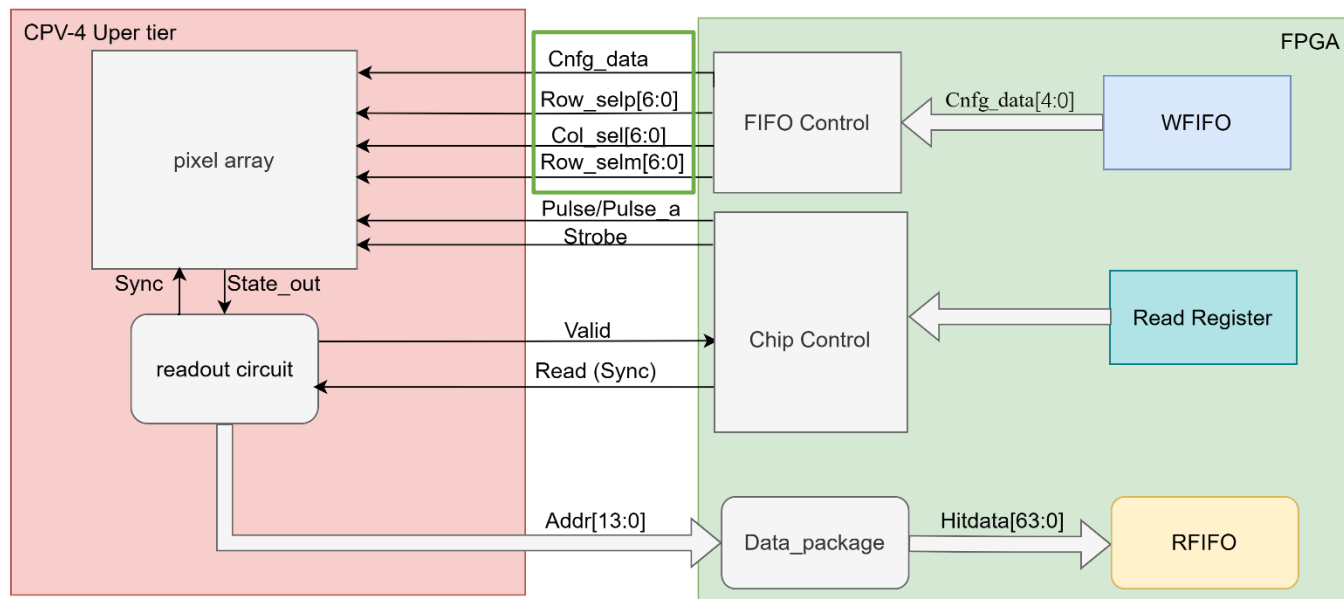 CPV-4 Uper tier
FPGA
pixel array
Cnfg_data
Row_selp[6:0]
Col_sel[6:0]
Row_selm[6:0]
FIFO Control
Cnfg_data[4:0]
WFIFO
Pulse/Pulse_a
Strobe
Sync
State_out
readout circuit
Valid
Read (Sync)
Chip Control
Read Register
Addr[13:0]
Data_package
Hitdata[63:0]
RFIFO